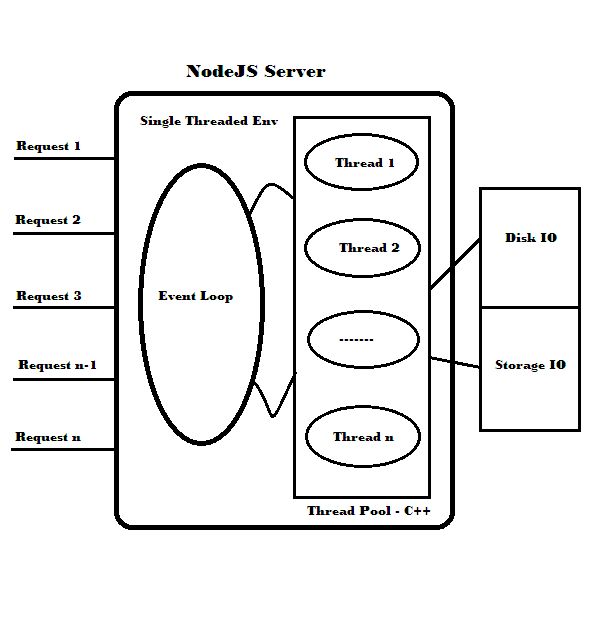 NodeJS Server
Single Threaded Env
Request 1
Request 2
Request 3
Request n-1
Request n
Event Loop
Thread 1
Thread 2
-------
Thread n
Thread Pool - C++
Disk IO
Storage IO